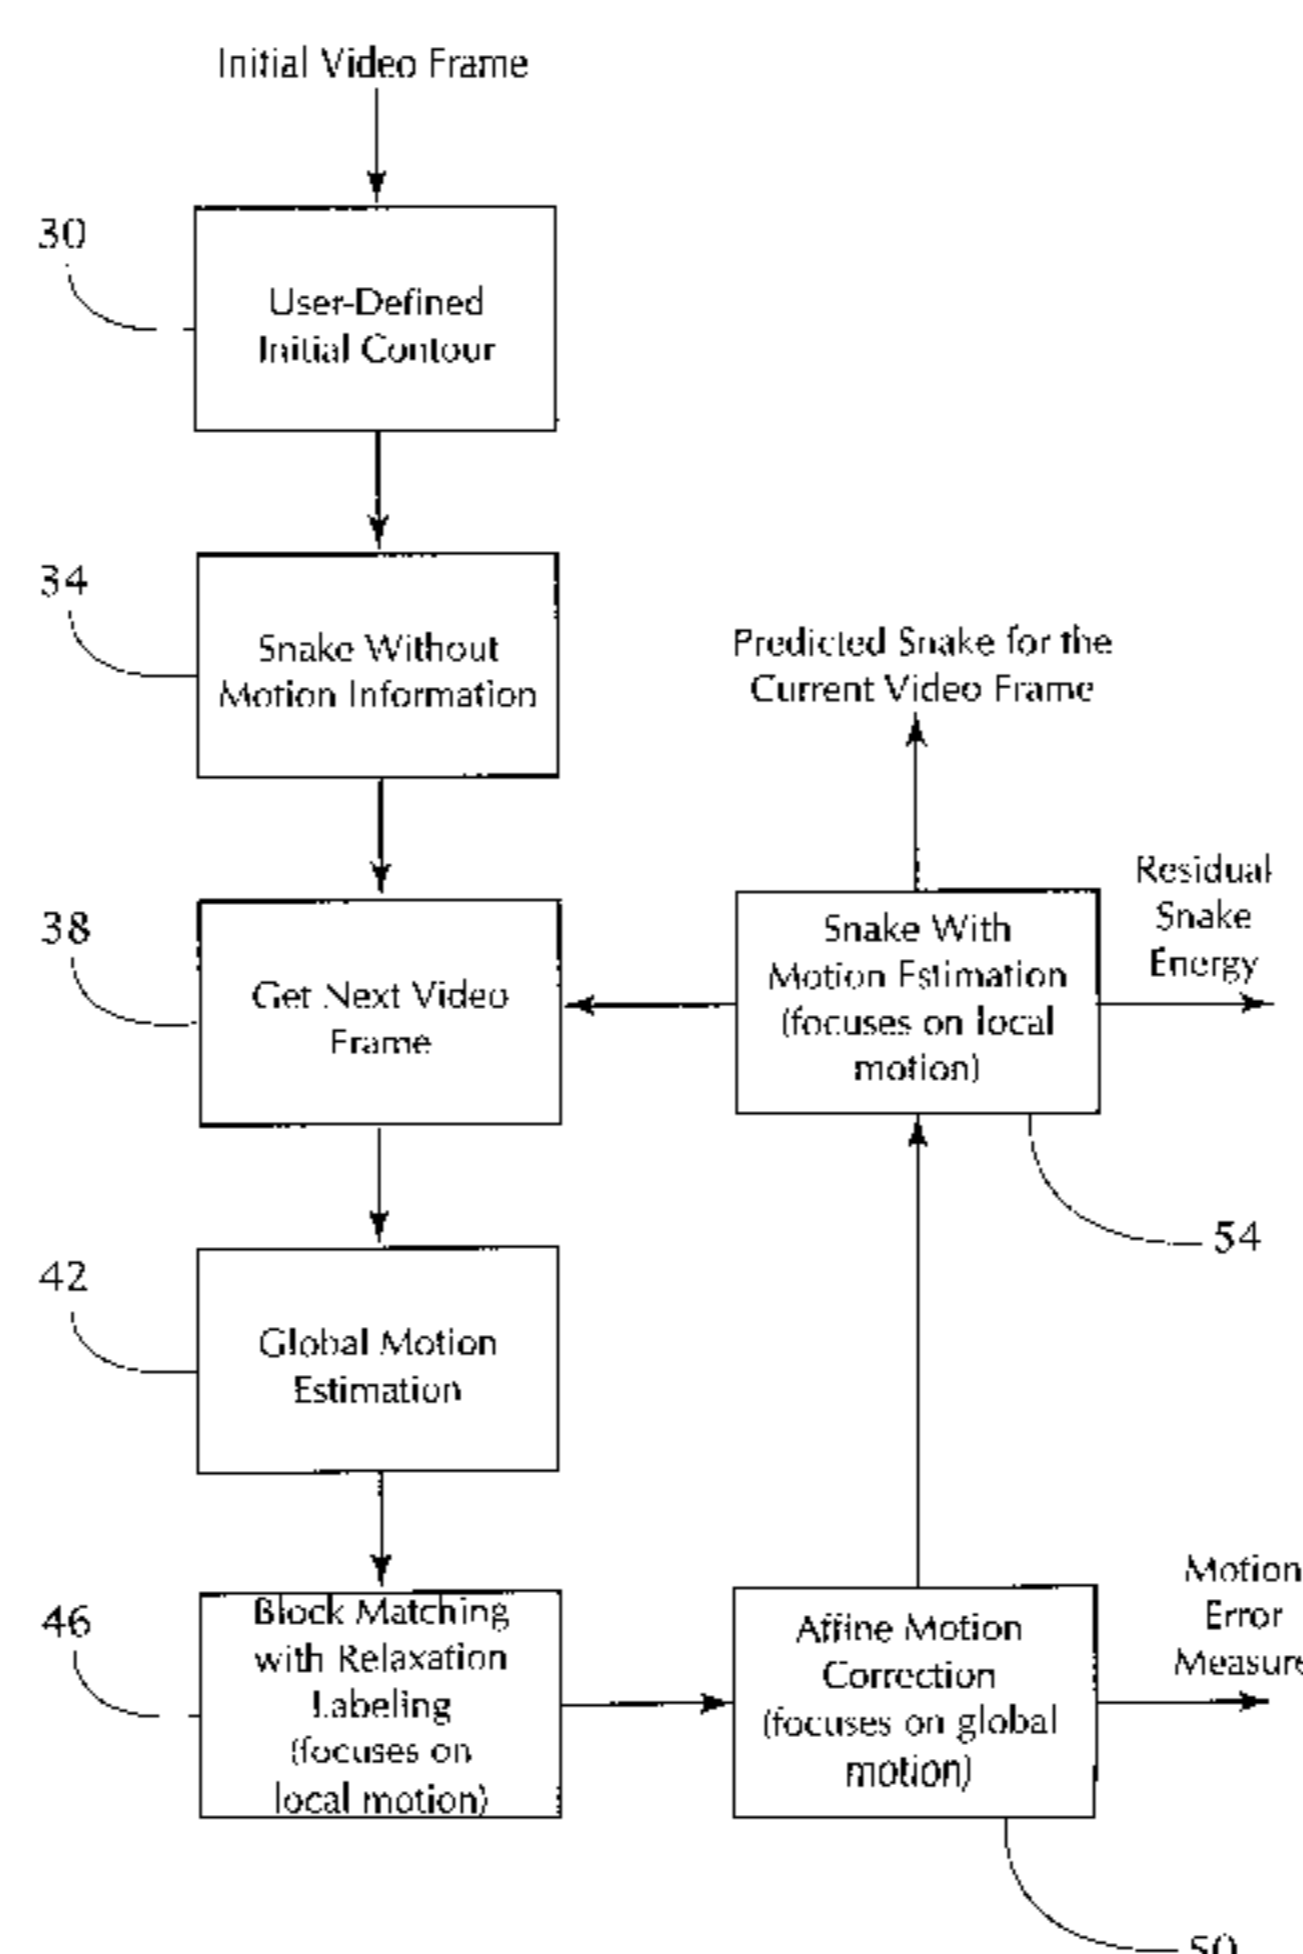 Initial Video Frame
30
User-Defined
Initial Contour
34
Snake Without
Motion Information
Predicted Snake for the
Current Video Frame
38
Get Next Video
Frame
Snake With
Motion Estimation
(focuses on local
motion)
Residual
Snake
Energy
54
42
Global Motion
Estimation
46
Block Matching
with Relaxation
Labeling
(focuses on
local motion)
Affine Motion
Correction
(focuses on global
motion)
Motion
Error
Measure
50